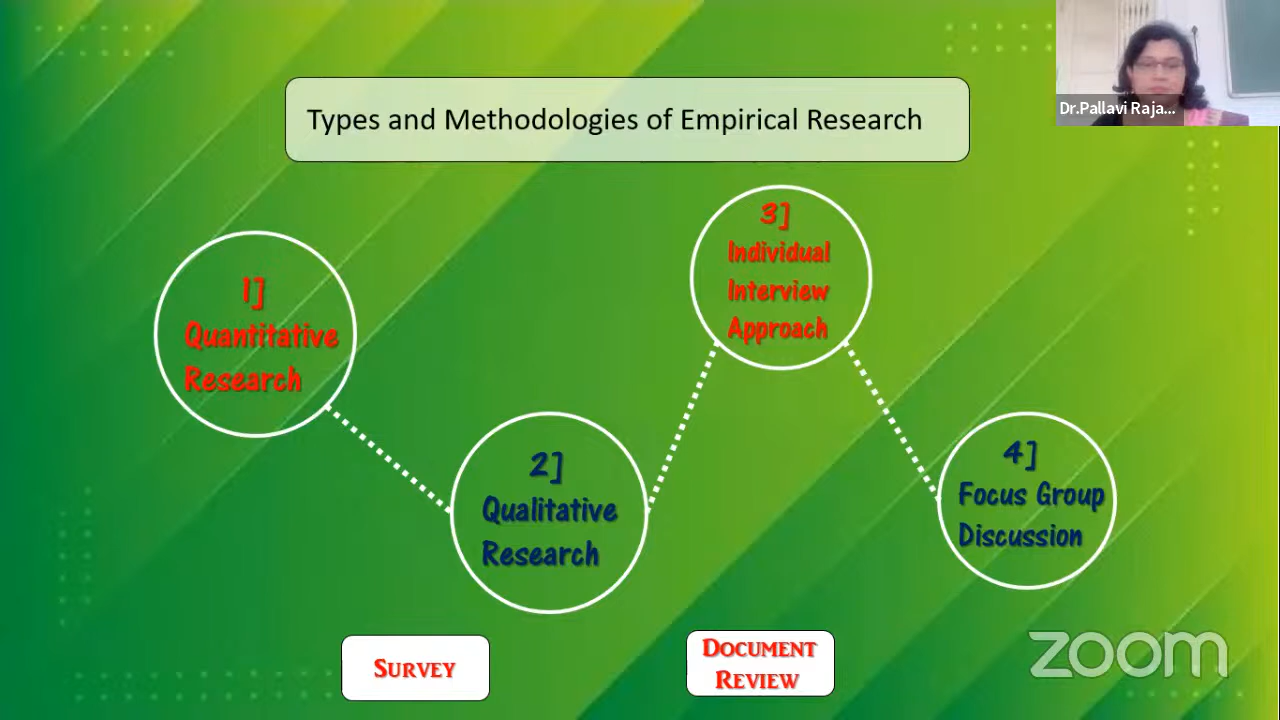 Dr.Pallavi Raja...
Types and Methodologies of Empirical Research
1]
Quantitative
Research
2]
Qualitative
Research
3]
Individual
Interview
Approach
4]
Focus Group
Discussion
SURVEY
DOCUMENT
REVIEW
zoom